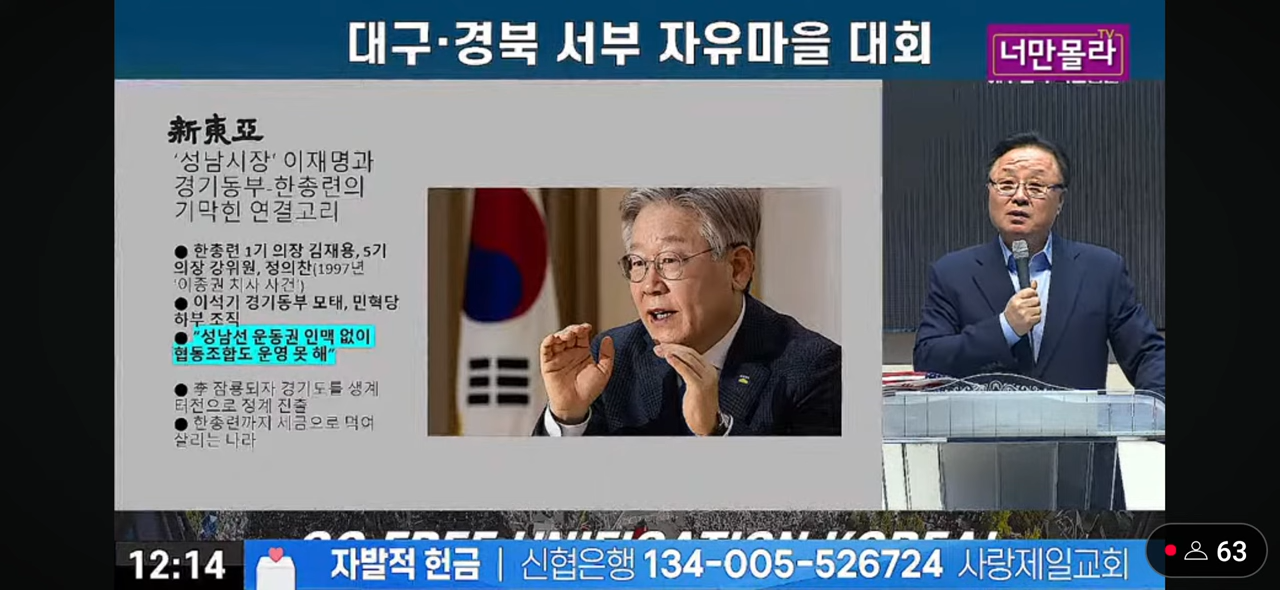 대구·경북 서부 자유마을 대회
TV
너만몰라
新東亞
‘성남시장‘ 이재명과
경기동부-한총련의
기막힌 연결고리
● 한총련 1기 의장 김재용, 5기
의장 강위원, 정의찬(1997년
'이종권 치사 사건')
● 이석기 경기동부 모태, 민혁당
하부 조직
● “성남선 운동권 인맥 없이
협동조합도 운영 못 해”
● 李 잠룡되자 경기도를 생계
터전으로 정계 진출
● 한총련까지 세금으로 먹여
살리는 나라
GO FREE UNIFICATION KOREA!
12:14
자발적 헌금 | 신협은행 134-005-526724 사랑제일교회
63